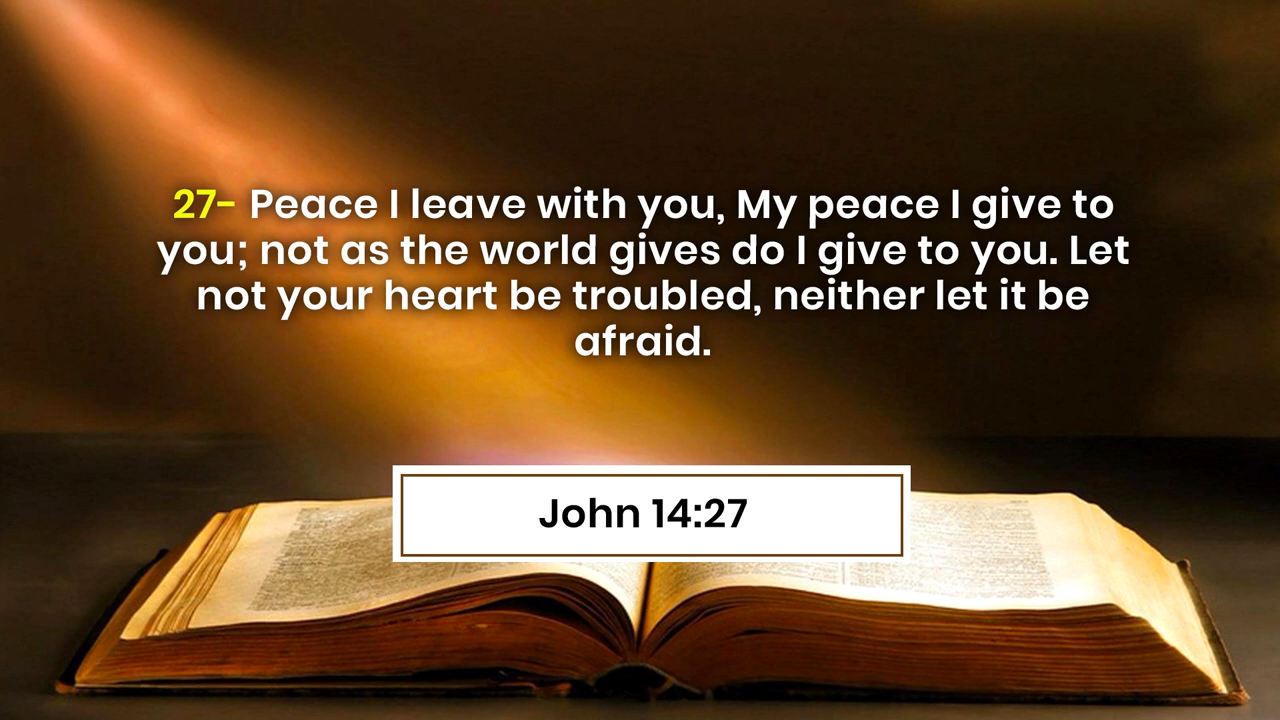 27- Peace I leave with you, My peace I give to
you; not as the world gives do I give to you. Let
not your heart be troubled, neither let it be
afraid.
John 14:27